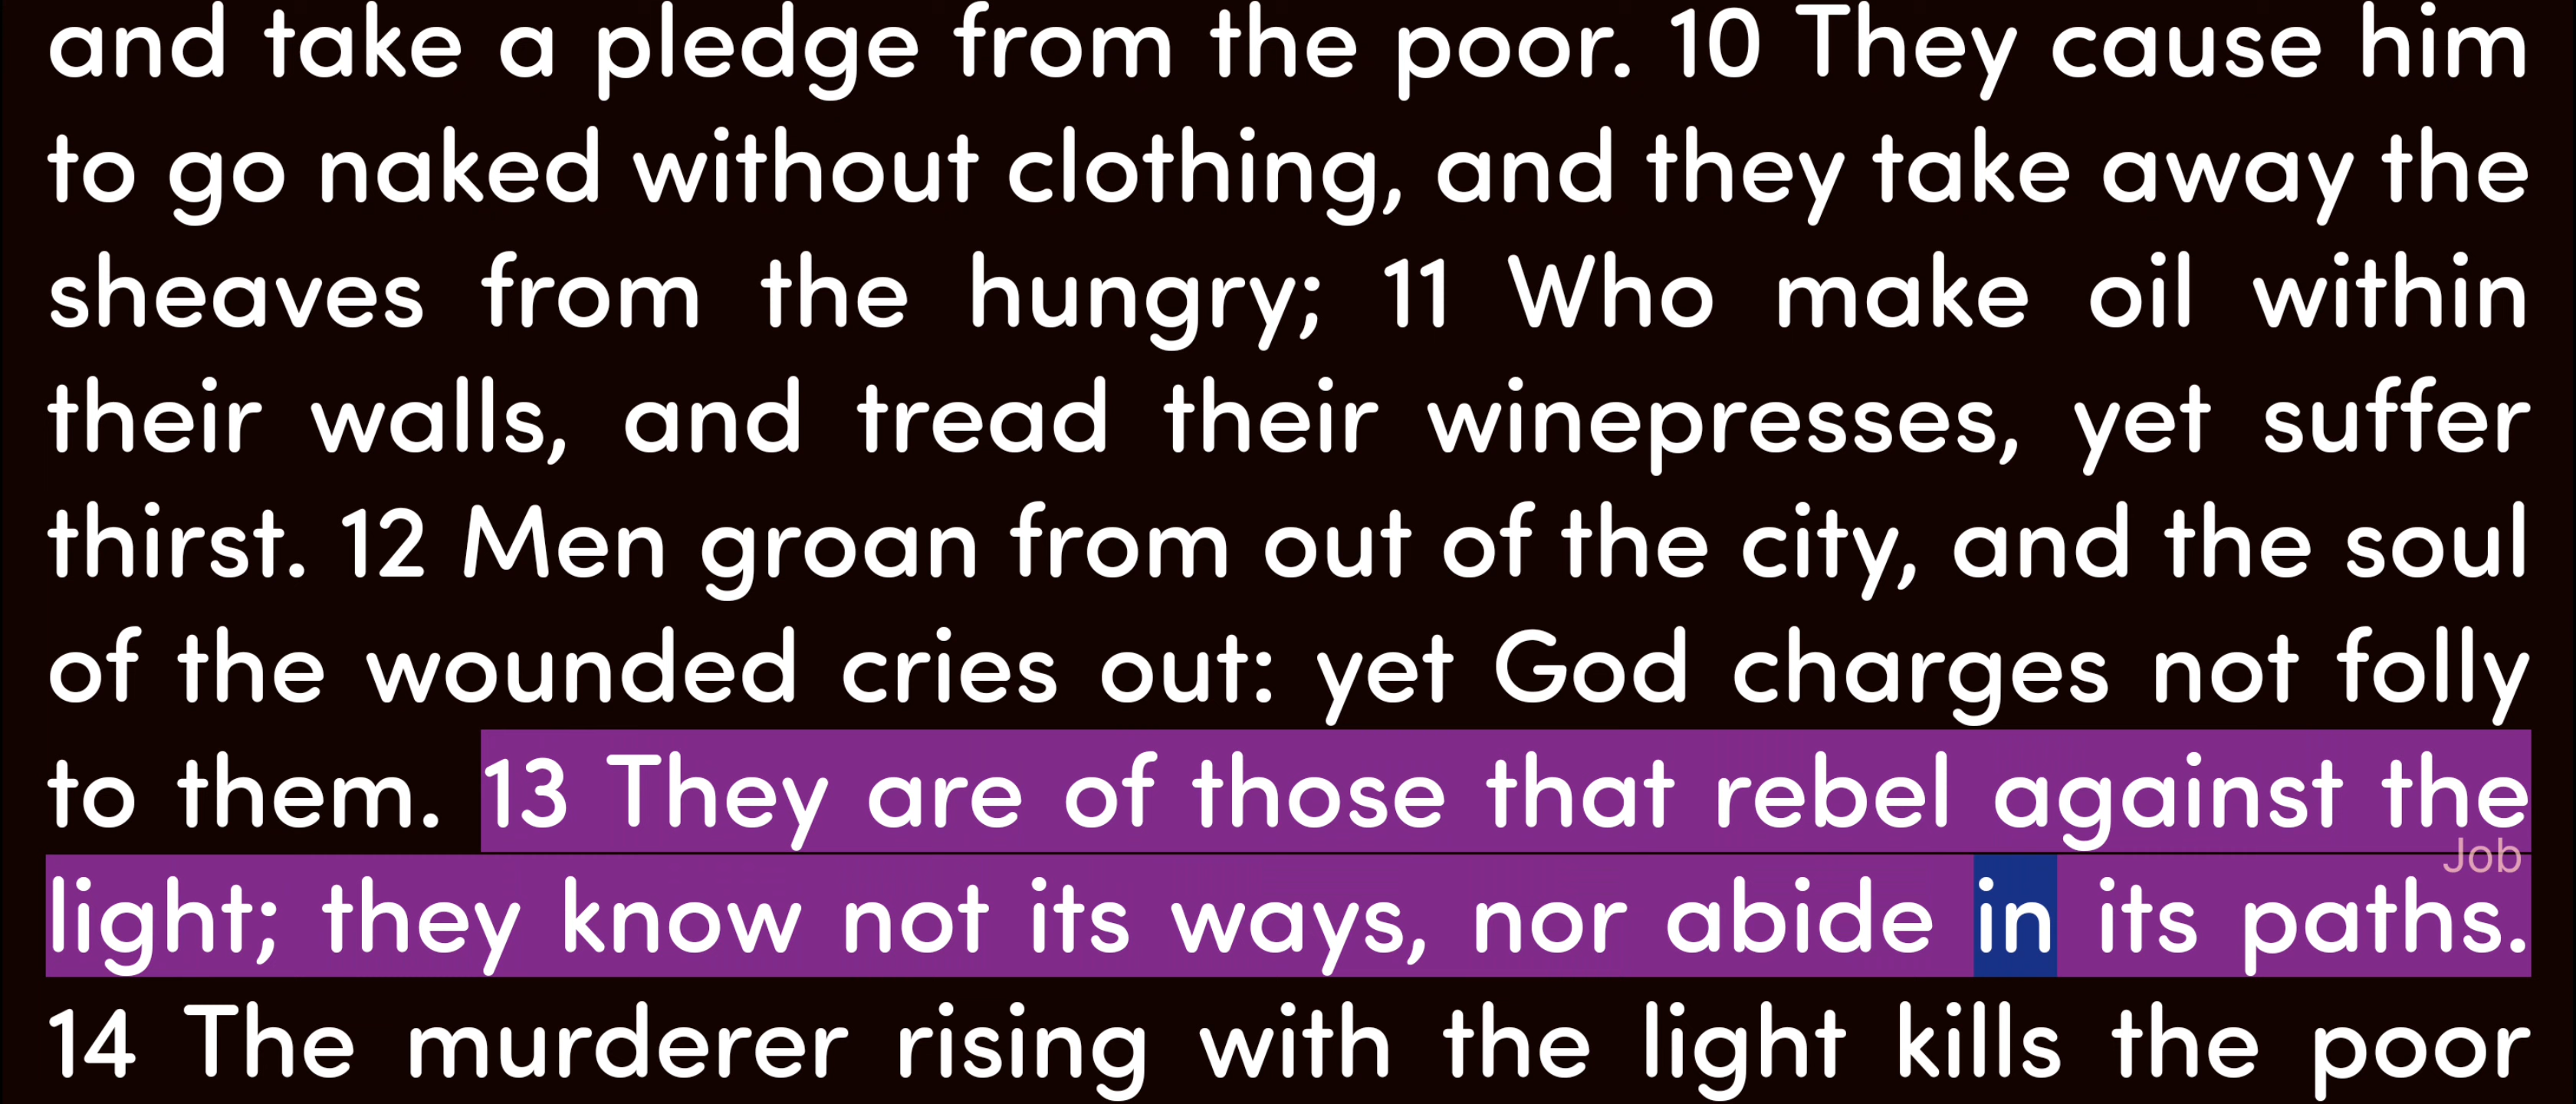 and take a pledge from the poor. 10 They cause him
to go naked without clothing, and they take away the
sheaves from the hungry; 11 Who make oil within
their walls, and tread their winepresses, yet suffer
thirst. 12 Men groan from out of the city, and the soul
of the wounded cries out: yet God charges not folly
to them. 13 They are of those that rebel against the
Job
light; they know not its ways, nor abide in its paths.
14 The murderer rising with the light kills the poor